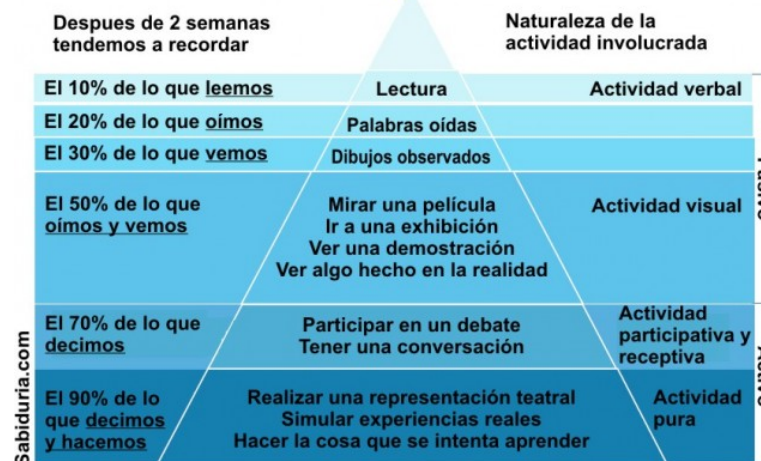 Despues de 2 semanas
tendemos a recordar
Naturaleza de la
actividad involucrada
El 10% de lo que leemos
Lectura
Actividad verbal
El 20% de lo que oímos
Palabras oídas
El 30% de lo que vemos
Dibujos observados
El 50% de lo que
oímos y vemos
Mirar una película
Ir a una exhibición
Ver una demostración
Ver algo hecho en la realidad
Actividad visual
El 70% de lo que
decimos
Participar en un debate
Tener una conversación
Actividad
participativa y
receptiva
El 90% de lo
que decimos
y hacemos
Realizar una representación teatral
Simular experiencias reales
Hacer la cosa que se intenta aprender
Actividad
pura
Sabiduria.com